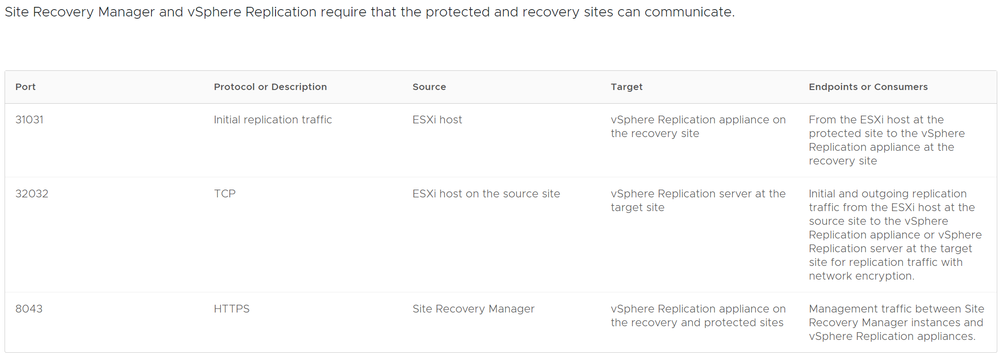 Site Recovery Manager and vSphere Replication require that the protected and recovery sites can communicate.
Port
Protocol or Description
Source
Target
Endpoints or Consumers
31031
Initial replication traffic
ESXi host
vSphere Replication appliance on
the recovery site
From the ESXi host at the
protected site to the vSphere
Replication appliance at the
recovery site
32032
TCP
ESXi host on the source site
vSphere Replication server at the
target site
Initial and outgoing replication
traffic from the ESXi host at the
source site to the vSphere
Replication appliance or vSphere
Replication server at the target
site for replication traffic with
network encryption.
8043
HTTPS
Site Recovery Manager
vSphere Replication appliance on
the recovery and protected sites
Management traffic between Site
Recovery Manager instances and
vSphere Replication appliances.